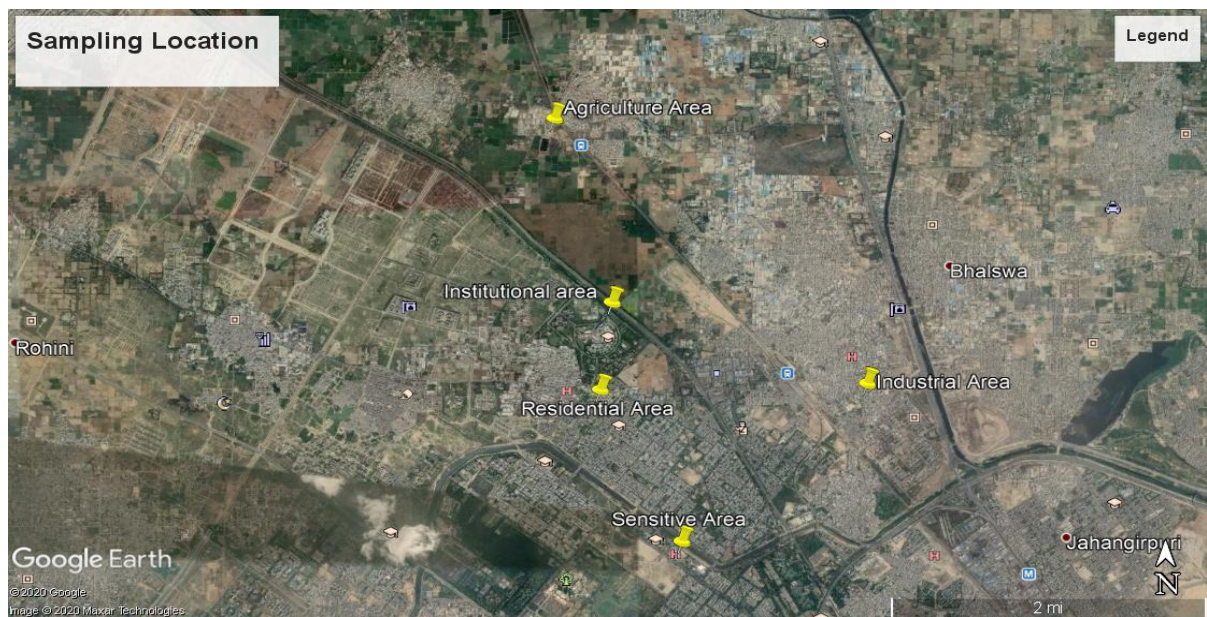 Sampling Location
Legend
Agriculture Area
Bhalswa
Institutional area
Rohini
Industrial Area
Residential Area
Sensitive Area
Jahangirpuri
Google Earth
N
©2020 Google
Image © 2020 Maxar Technologies
2 mi
H
H
H
H
M